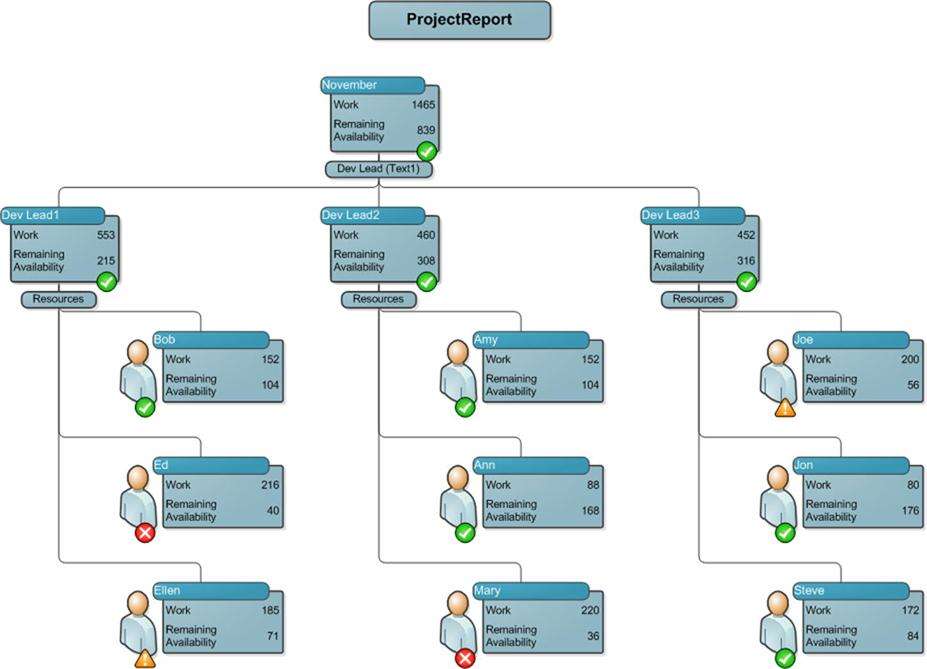 ProjectReport
November
Work 1465
Remaining
Availability 839
Dev Lead (Text1)
Dev Lead1
Work 553
Remaining
Availability 215
Resources
Bob
Work 152
Remaining
Availability 104
Ed
Work 216
Remaining
Availability 40
Ellen
Work 185
Remaining
Availability 71
Dev Lead2
Work 460
Remaining
Availability 308
Resources
Amy
Work 152
Remaining
Availability 104
Ann
Work 88
Remaining
Availability 168
Mary
Work 220
Remaining
Availability 36
Dev Lead3
Work 452
Remaining
Availability 316
Resources
Joe
Work 200
Remaining
Availability 56
Jon
Work 80
Remaining
Availability 176
Steve
Work 172
Remaining
Availability 84